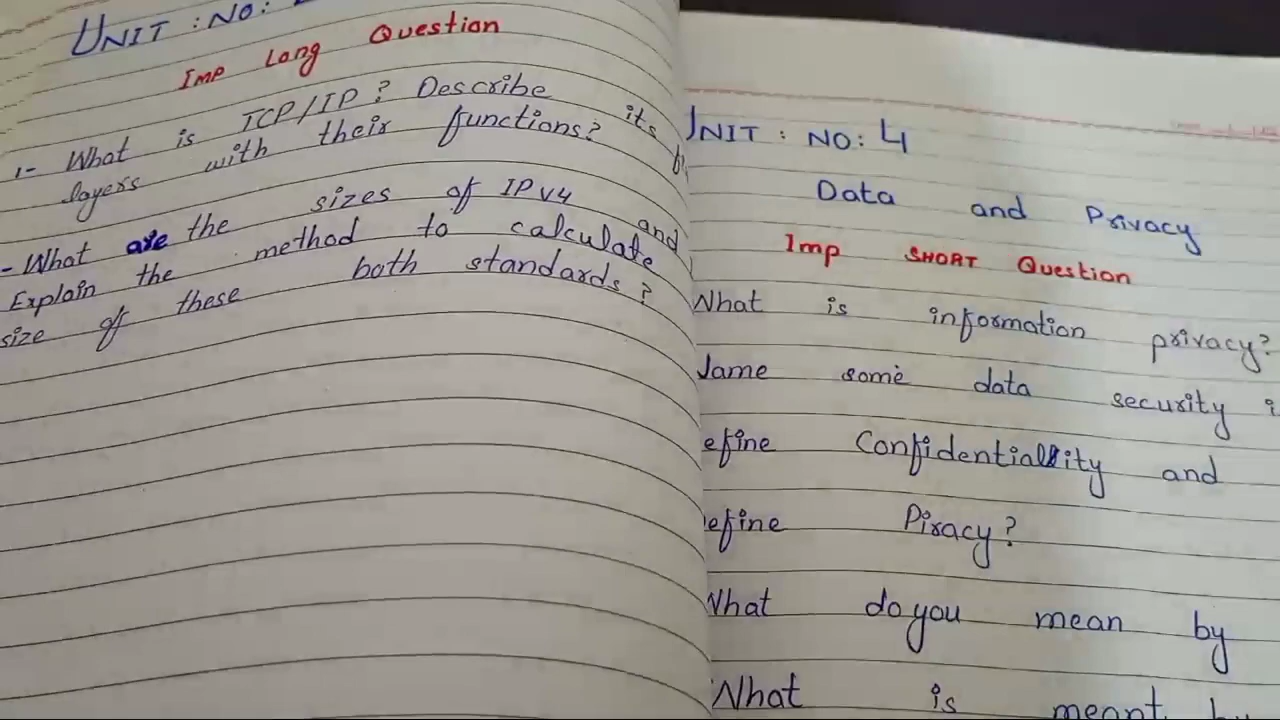 UNIT : NO:
Imp Long Question
1- What is TCP/IP? Describe its
layers with their functions?
- What are the sizes of IPV4 and
Explain the method to calculate
size of these both standards?
UNIT : NO: 4
Data and Privacy
Imp SHORT Question
What is information privacy?
Name some data security i
efine Confidentiallity and
efine Piracy?
What do you mean by
What is meant by